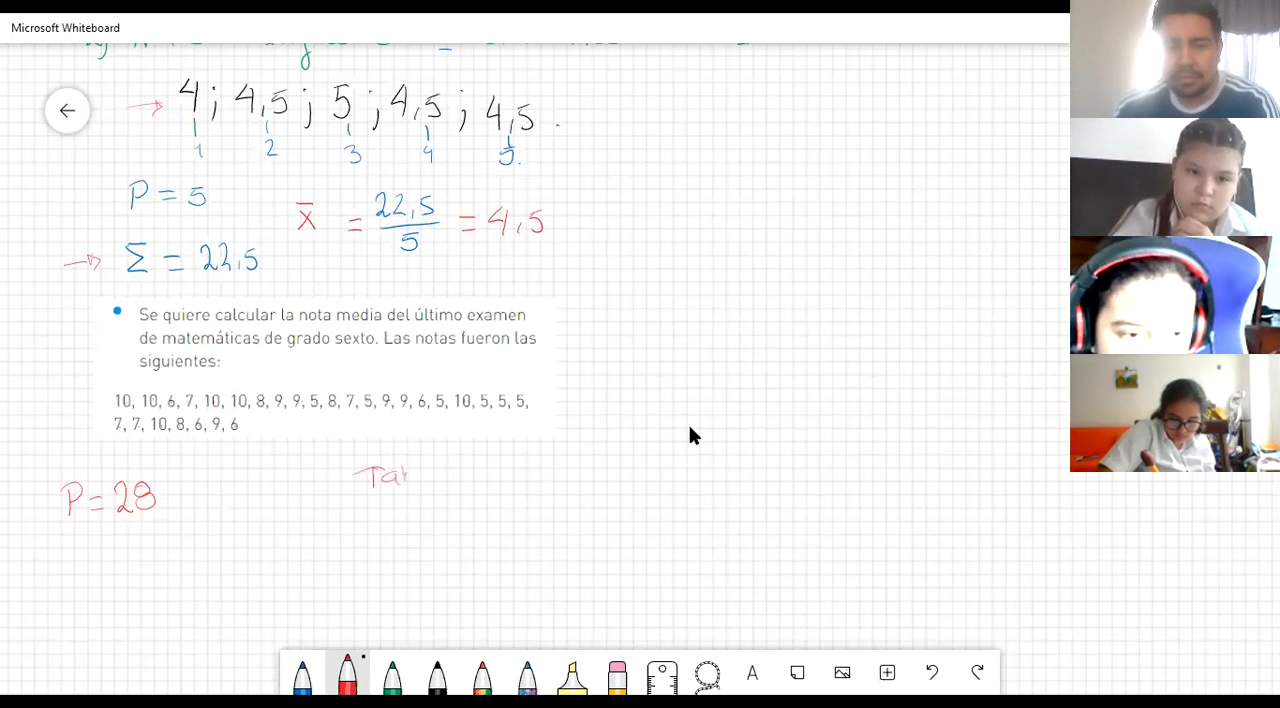 Microsoft Whiteboard
4 ; 4,5 ; 5 ; 4,5 ; 4,5 .
1 2 3 4 5.
P = 5
x̄ = 22,5 / 5 = 4,5
Σ = 22,5
Se quiere calcular la nota media del último examen
de matemáticas de grado sexto. Las notas fueron las
siguientes:
10, 10, 6, 7, 10, 10, 8, 9, 9, 5, 8, 7, 5, 9, 9, 6, 5, 10, 5, 5, 5,
7, 7, 10, 8, 6, 9, 6
P = 28
Ta
A